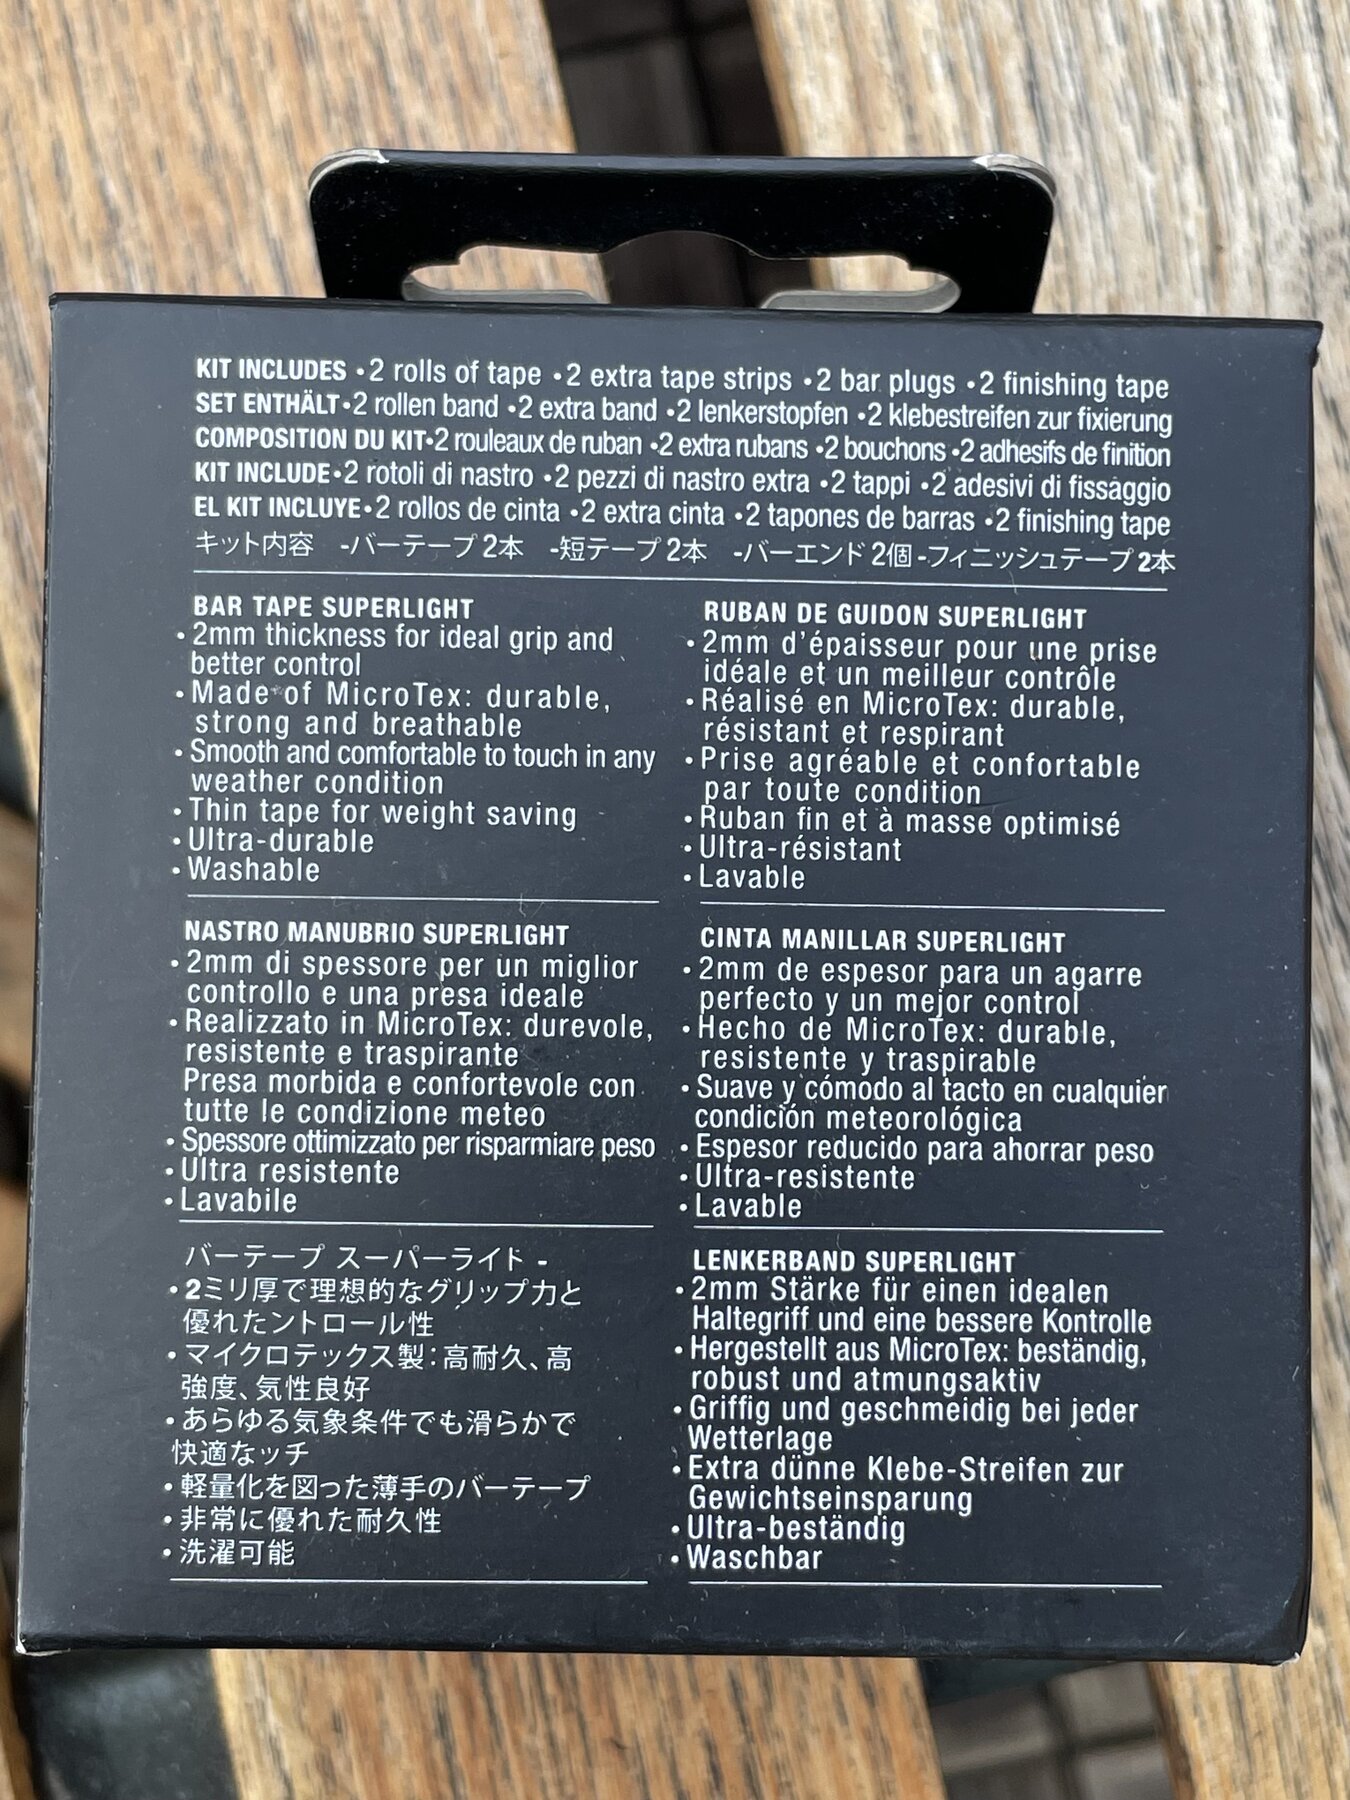 KIT INCLUDES • 2 rolls of tape • 2 extra tape strips • 2 bar plugs • 2 finishing tape
SET ENTHÄLT • 2 rollen band • 2 extra band • 2 lenkerstopfen • 2 klebestreifen zur fixierung
COMPOSITION DU KIT • 2 rouleaux de ruban • 2 extra rubans • 2 bouchons • 2 adhesifs de finition
KIT INCLUDE • 2 rotoli di nastro • 2 pezzi di nastro extra • 2 tappi • 2 adesivi di fissaggio
EL KIT INCLUYE • 2 rollos de cinta • 2 extra cinta • 2 tapones de barras • 2 finishing tape
キット内容 -バーテープ 2本 -短テープ 2本 -バーエンド 2個 -フィニッシュテープ 2本
BAR TAPE SUPERLIGHT
• 2mm thickness for ideal grip and
better control
• Made of MicroTex: durable,
strong and breathable
• Smooth and comfortable to touch in any
weather condition
• Thin tape for weight saving
• Ultra-durable
• Washable
RUBAN DE GUIDON SUPERLIGHT
• 2mm d'épaisseur pour une prise
idéale et un meilleur contrôle
• Réalisé en MicroTex: durable,
résistant et respirant
• Prise agréable et confortable
par toute condition
• Ruban fin et à masse optimisé
• Ultra-résistant
• Lavable
NASTRO MANUBRIO SUPERLIGHT
• 2mm di spessore per un miglior
controllo e una presa ideale
• Realizzato in MicroTex: durevole,
resistente e traspirante
Presa morbida e confortevole con
tutte le condizione meteo
• Spessore ottimizzato per risparmiare peso
• Ultra resistente
• Lavabile
CINTA MANILLAR SUPERLIGHT
• 2mm de espesor para un agarre
perfecto y un mejor control
• Hecho de MicroTex: durable,
resistente y traspirable
• Suave y cómodo al tacto en cualquier
condición meteorológica
• Espesor reducido para ahorrar peso
• Ultra-resistente
• Lavable
バーテープ スーパーライト -
• 2ミリ厚で理想的なグリップ力と
優れたントロール性
• マイクロテックス製：高耐久、高
強度、気性良好
• あらゆる気象条件でも滑らかで
快適なッチ
• 軽量化を図った薄手のバーテープ
• 非常に優れた耐久性
• 洗濯可能
LENKERBAND SUPERLIGHT
• 2mm Stärke für einen idealen
Haltegriff und eine bessere Kontrolle
• Hergestellt aus MicroTex: beständig,
robust und atmungsaktiv
• Griffig und geschmeidig bei jeder
Wetterlage
• Extra dünne Klebe-Streifen zur
Gewichtseinsparung
• Ultra-beständig
• Waschbar